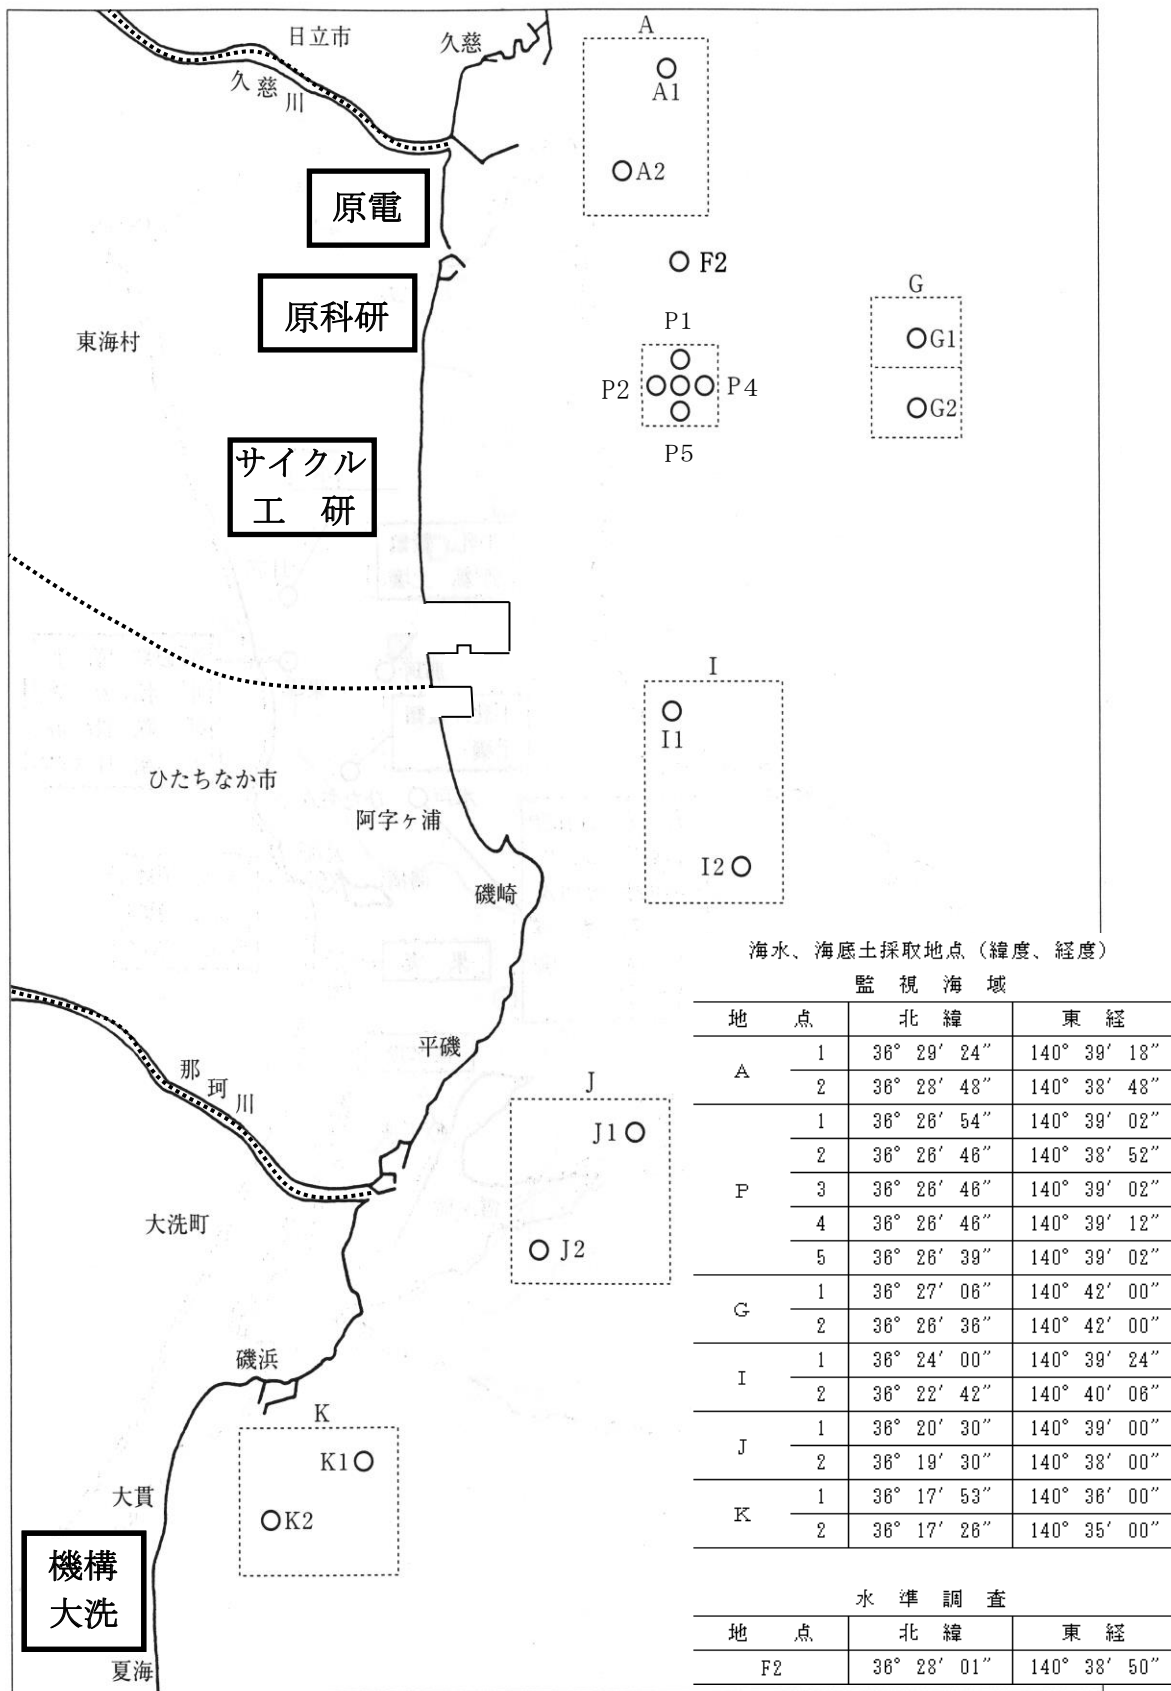 日立市
久慈
A
久慈川
A1
A2
原電
F2
G
原科研
P1
東海村
G1
P2
P4
G2
P5
サイクル
工 研
I
I1
ひたちなか市
阿字ヶ浦
I2
磯崎
海水、海底土採取地点（緯度、経度）
監 視 海 域
地 点 北 緯 東 経
A 1 36° 29′ 24″ 140° 39′ 18″
2 36° 28′ 48″ 140° 38′ 48″
P 1 36° 26′ 54″ 140° 39′ 02″
2 36° 26′ 46″ 140° 38′ 52″
3 36° 26′ 46″ 140° 39′ 02″
4 36° 26′ 46″ 140° 39′ 12″
5 36° 26′ 39″ 140° 39′ 02″
G 1 36° 27′ 06″ 140° 42′ 00″
2 36° 26′ 36″ 140° 42′ 00″
I 1 36° 24′ 00″ 140° 39′ 24″
2 36° 22′ 42″ 140° 40′ 06″
J 1 36° 20′ 30″ 140° 39′ 00″
2 36° 19′ 30″ 140° 38′ 00″
K 1 36° 17′ 53″ 140° 36′ 00″
2 36° 17′ 26″ 140° 35′ 00″
平磯
那珂川
J
J1
大洗町
J2
磯浜
K
K1
大貫
K2
機構
大洗
夏海
水 準 調 査
地 点 北 緯 東 経
F2 36° 28′ 01″ 140° 38′ 50″